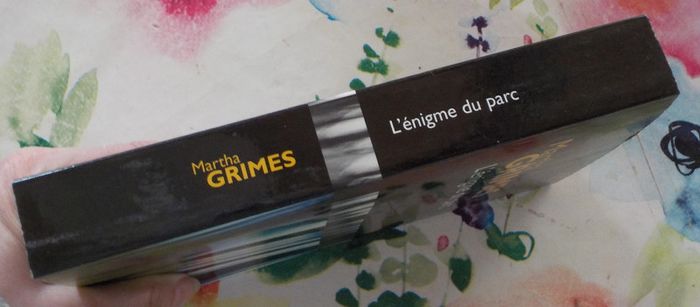 Martha
GRIMES
L'énigme du parc